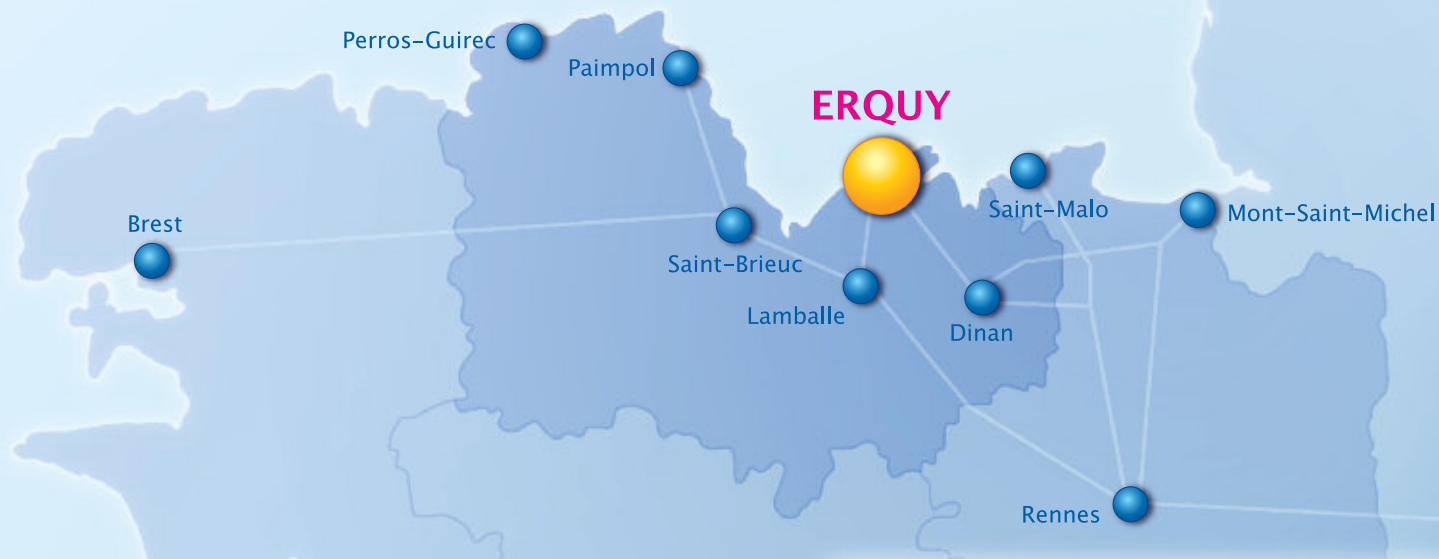 Perros-Guirec
Paimpol
ERQUY
Saint-Malo
Mont-Saint-Michel
Brest
Saint-Brieuc
Lamballe
Dinan
Rennes